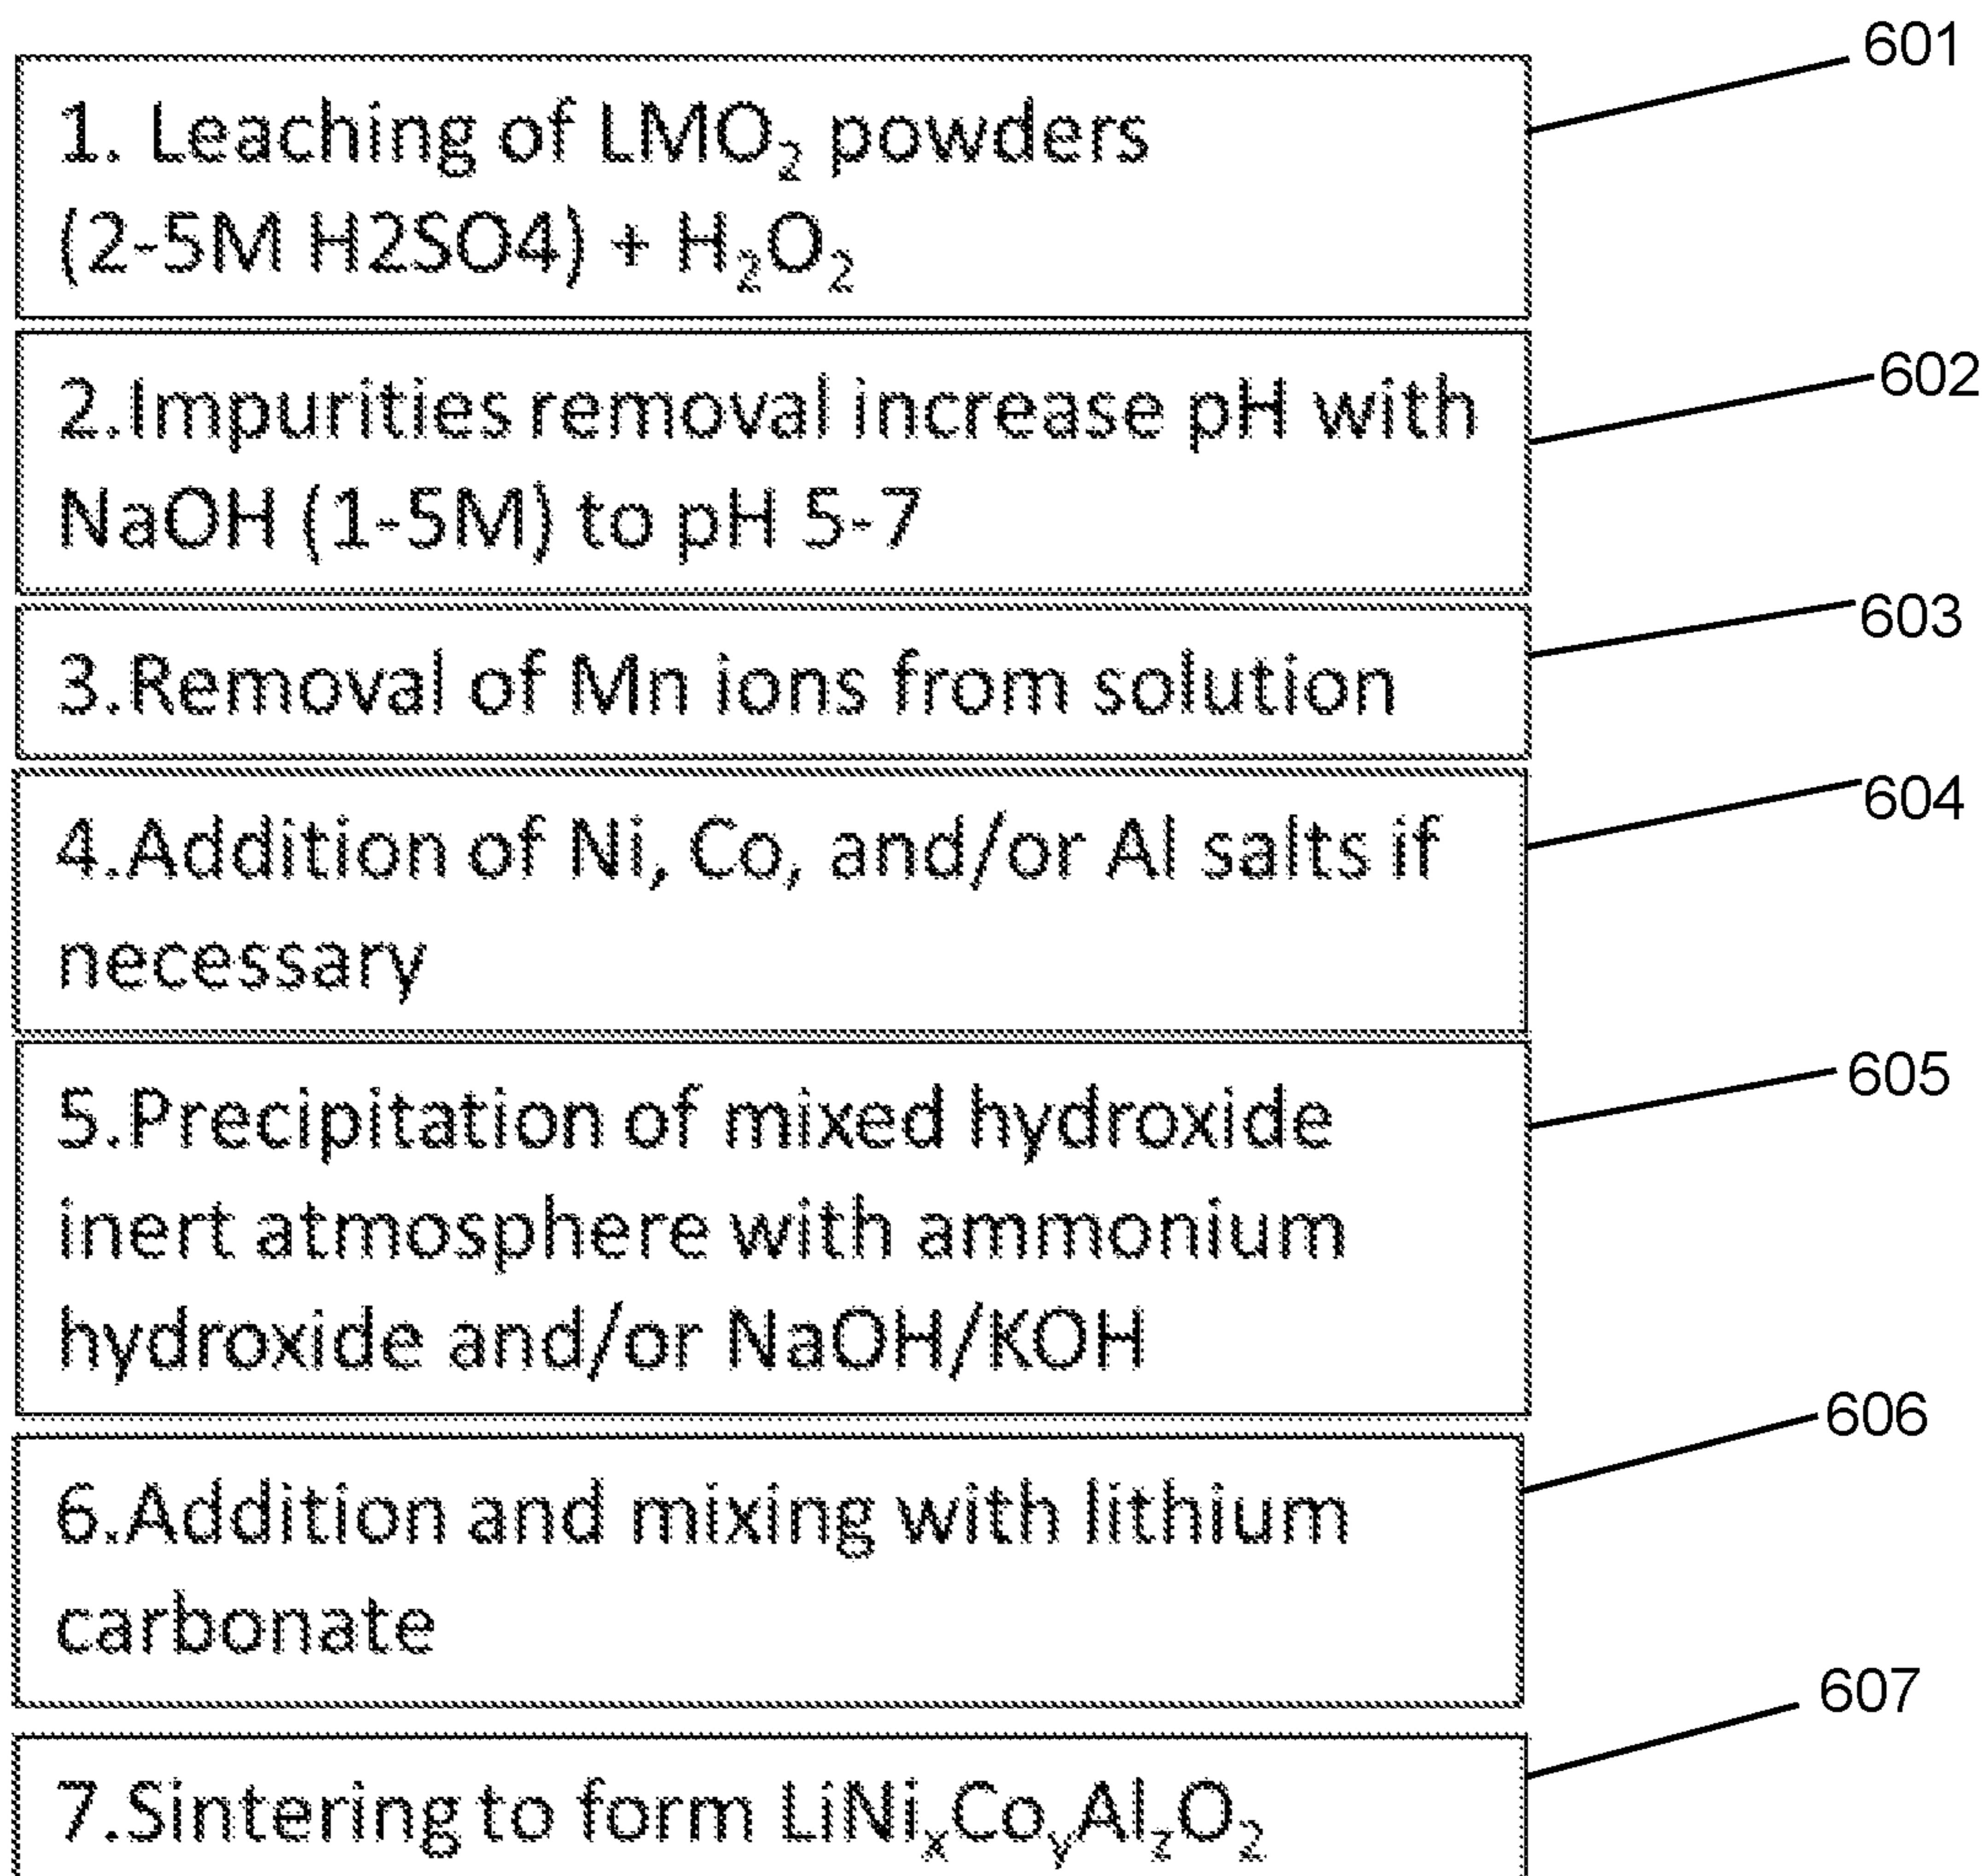 601
1. Leaching of LMO₂ powders
(2-5M H2SO4) + H₂O₂
602
2.Impurities removal increase pH with
NaOH (1-5M) to pH 5-7
603
3.Removal of Mn ions from solution
604
4.Addition of Ni, Co, and/or Al salts if
necessary
605
5.Precipitation of mixed hydroxide
inert atmosphere with ammonium
hydroxide and/or NaOH/KOH
606
6.Addition and mixing with lithium
carbonate
607
7.Sintering to form LiNiₓCoᵧAl_zO₂